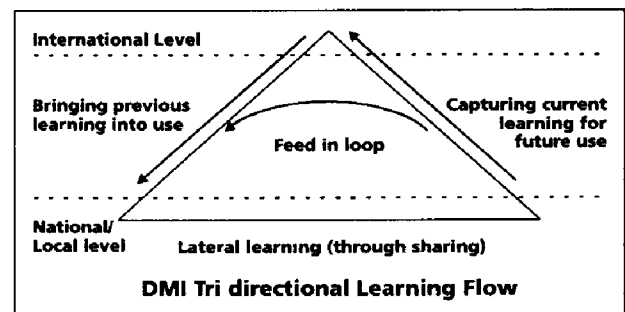 International Level
Bringing previous
learning into use
Capturing current
learning for
future use
Feed in loop
National/
Local level
Lateral learning (through sharing)
DMI Tri directional Learning Flow